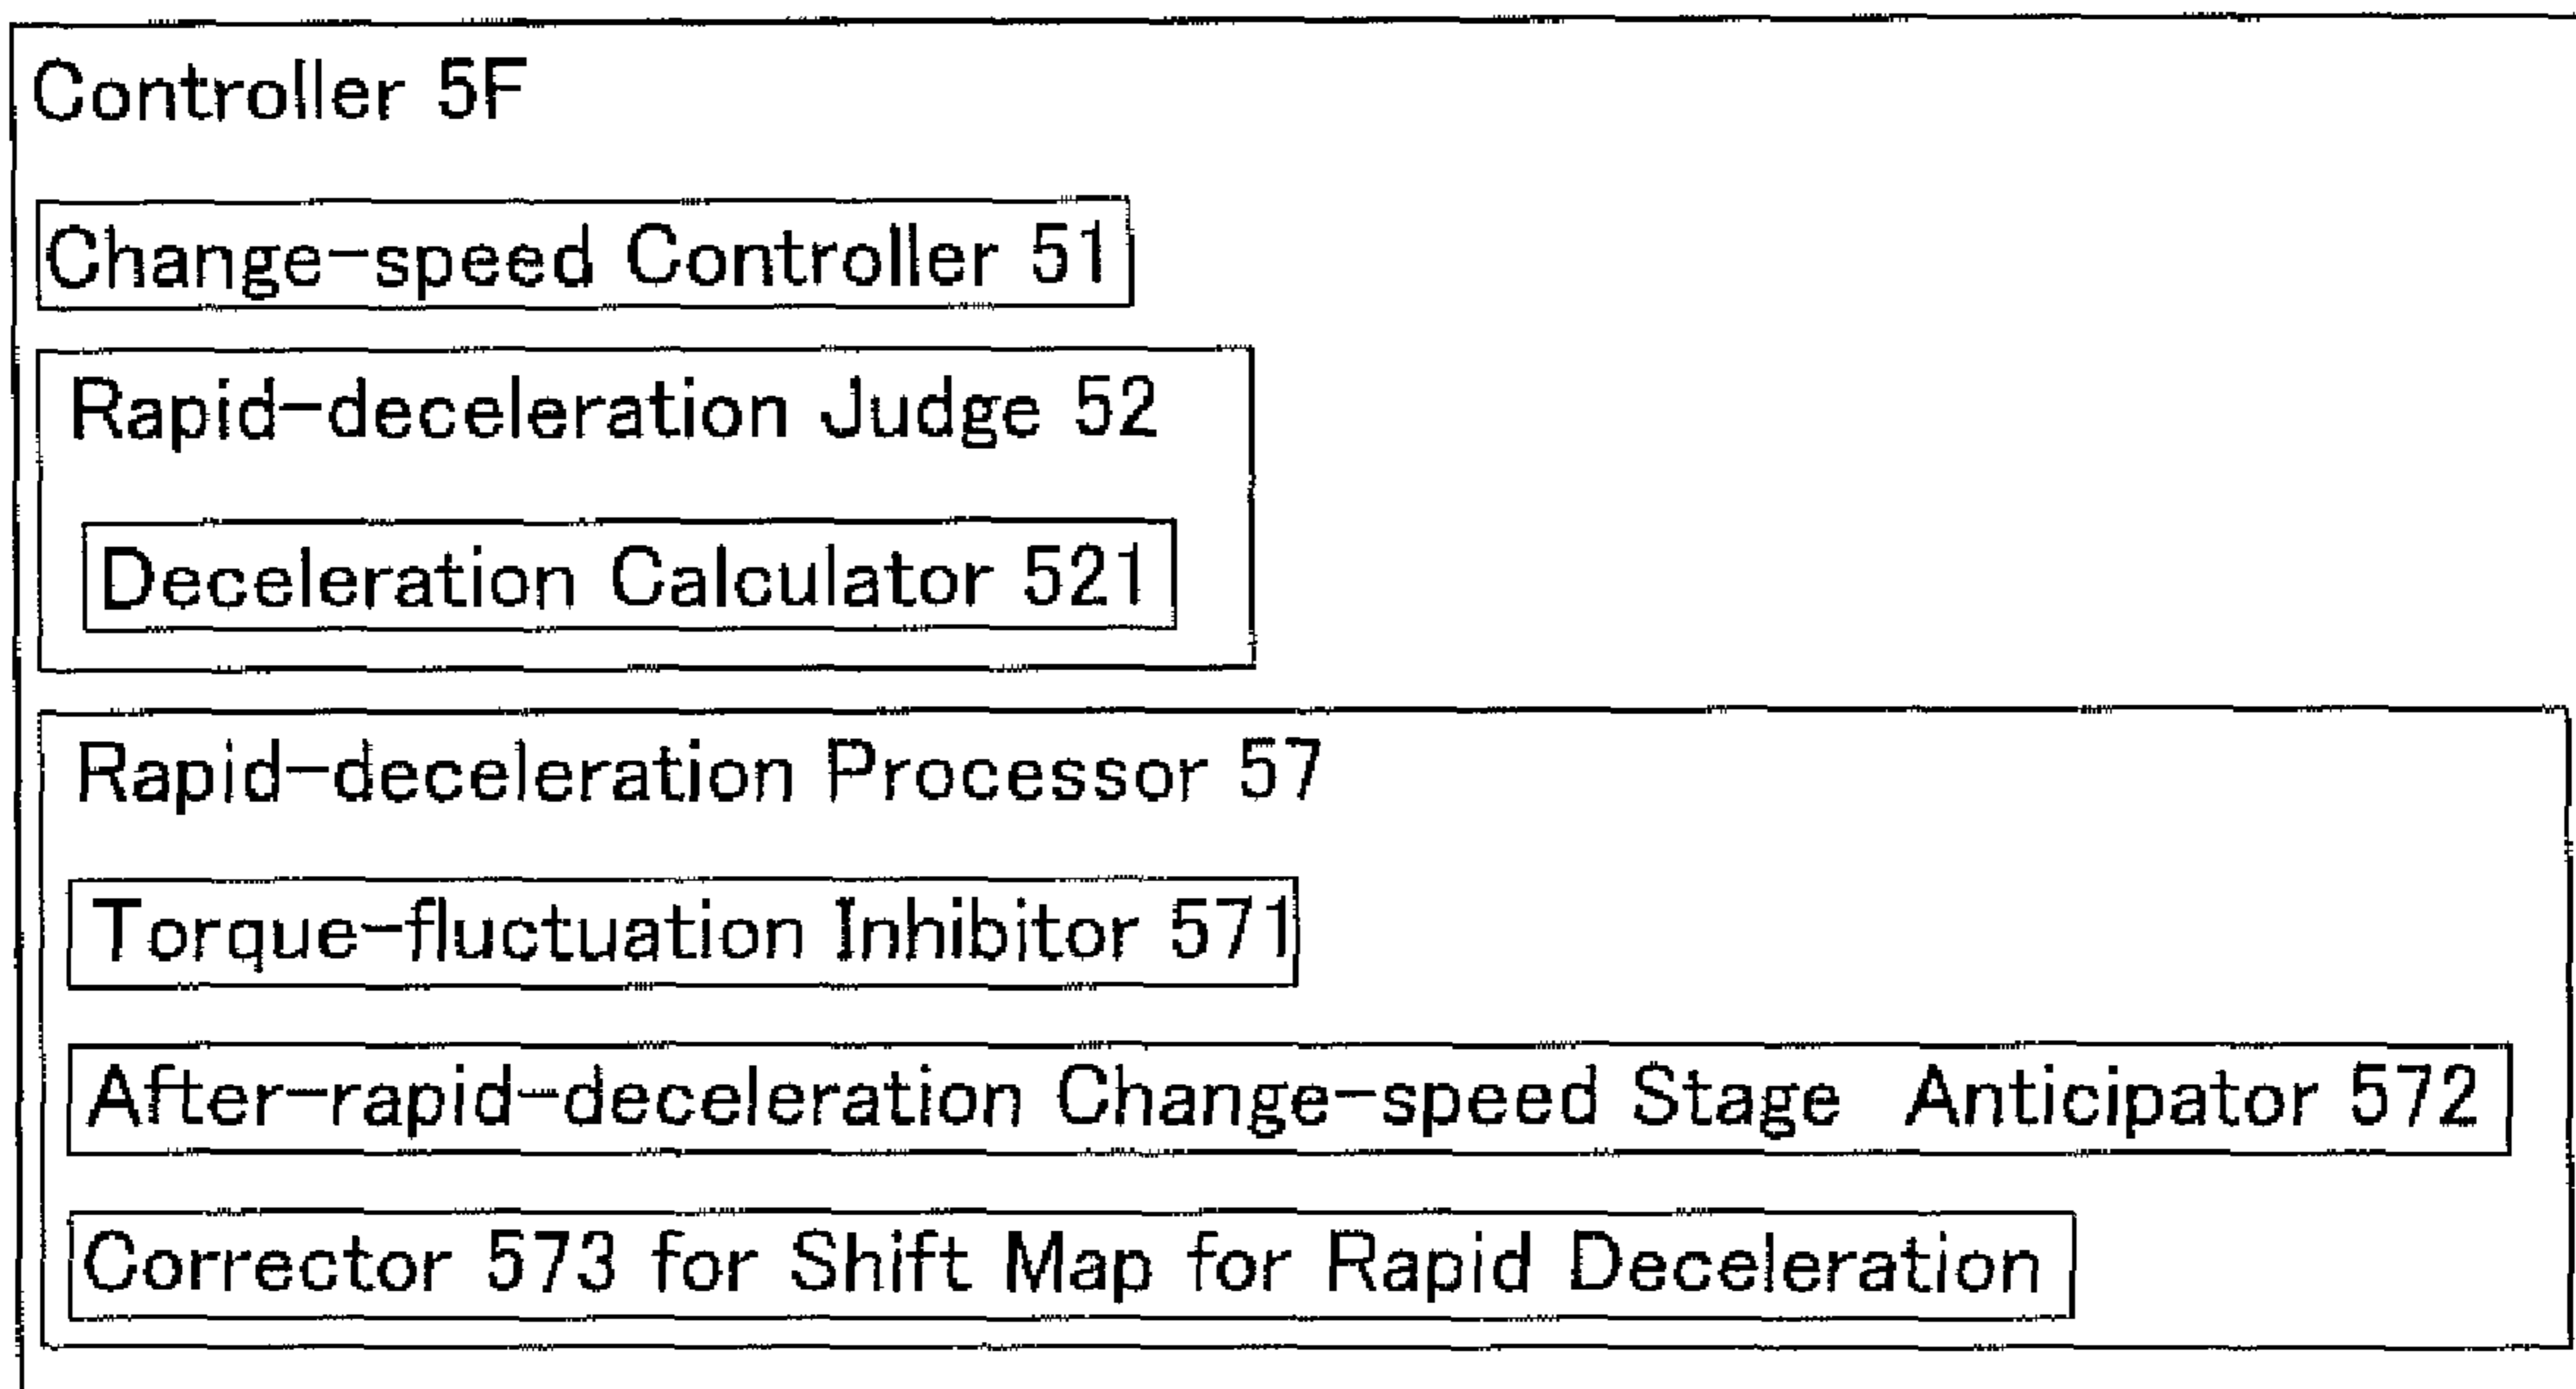 Controller 5F
Change-speed Controller 51
Rapid-deceleration Judge 52
Deceleration Calculator 521
Rapid-deceleration Processor 57
Torque-fluctuation Inhibitor 571
After-rapid-deceleration Change-speed Stage Anticipator 572
Corrector 573 for Shift Map for Rapid Deceleration